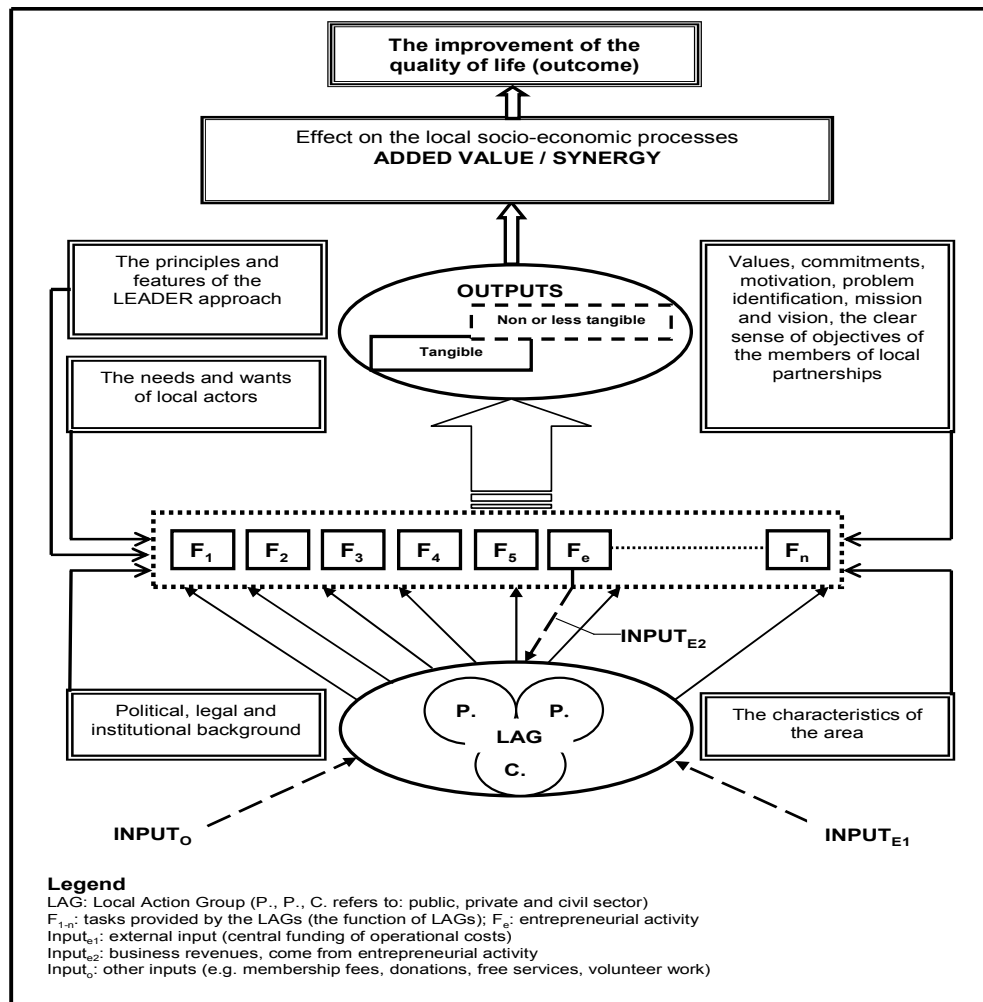 The improvement of the
quality of life (outcome)
Effect on the local socio-economic processes
ADDED VALUE / SYNERGY
The principles and
features of the
LEADER approach
The needs and wants
of local actors
OUTPUTS
Non or less tangible
Tangible
Values, commitments,
motivation, problem
identification, mission
and vision, the clear
sense of objectives of
the members of local
partnerships
F1 F2 F3 F4 F5 Fe Fn
INPUTE2
Political, legal and
institutional background
P. P.
LAG
C.
The characteristics of
the area
INPUTO
INPUTE1
Legend
LAG: Local Action Group (P., P., C. refers to: public, private and civil sector)
F1-n: tasks provided by the LAGs (the function of LAGs); Fe: entrepreneurial activity
Inpute1: external input (central funding of operational costs)
Inpute2: business revenues, come from entrepreneurial activity
Inputo: other inputs (e.g. membership fees, donations, free services, volunteer work)